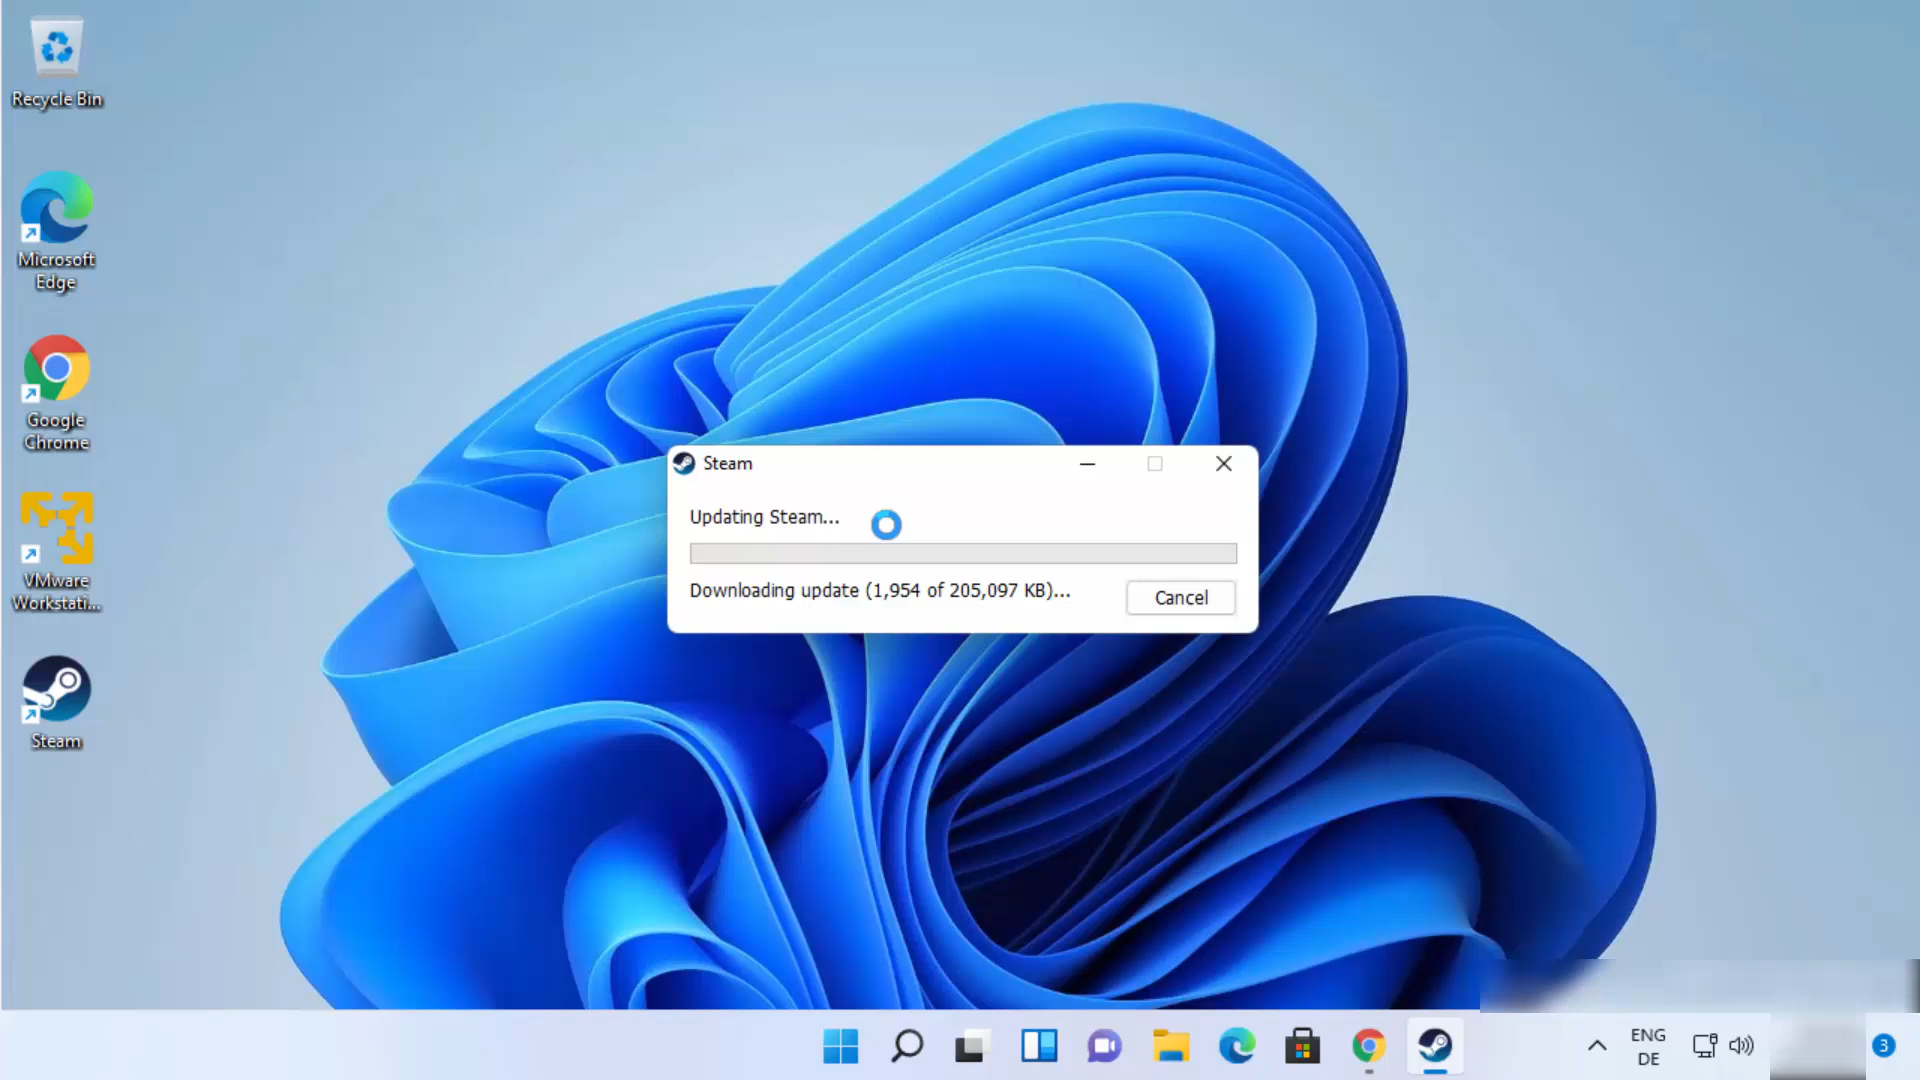 Recycle Bin
Microsoft
Edge
Google
Chrome
VMware
Workstati...
Steam
Steam
Updating Steam...
Downloading update (1,954 of 205,097 KB)...
Cancel
ENG
DE
3